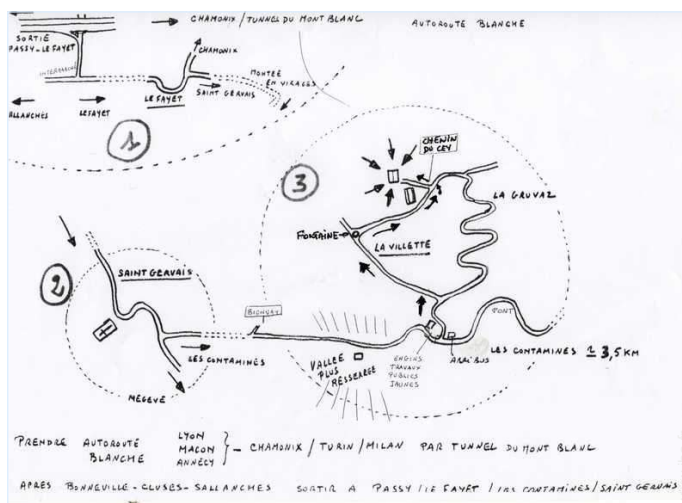 → CHAMONIX / TUNNEL DU MONT BLANC
AUTOROUTE BLANCHE
SORTIE
PASSY-LE FAYET
CHAMONIX
MONTÉE
EN VIRAGES
LE FAYET
SAINT GERVAIS
ALLANCHES
LE FAYET
1
3
CHEMIN
DU CEY
LA GRUVAZ
FONTAINE
LA VILLETTE
2
SAINT GERVAIS
BIONNAY
PONT
LES CONTAMINES
MEGÈVE
VALLÉE
PLUS
RESSERRÉE
ENGINS
TRAVAUX
PUBLICS
JAUNES
ARRÊT BUS
LES CONTAMINES ≃ 3,5 KM
PRENDRE AUTOROUTE BLANCHE
LYON
MACON
ANNECY
} - CHAMONIX / TURIN / MILAN PAR TUNNEL DU MONT BLANC
APRES BONNEVILLE-CLUSES-SALLANCHES SORTIR A PASSY / LE FAYET / LES CONTAMINES / SAINT GERVAIS